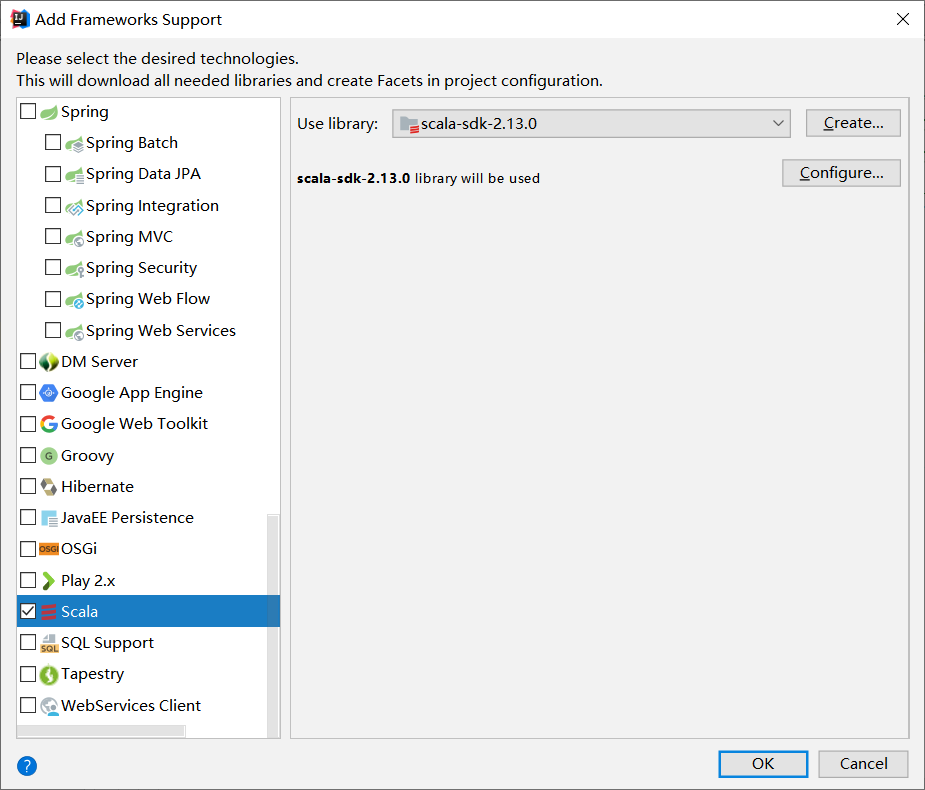 Add Frameworks Support
Please select the desired technologies.
This will download all needed libraries and create Facets in project configuration.
Spring
Spring Batch
Spring Data JPA
Spring Integration
Spring MVC
Spring Security
Spring Web Flow
Spring Web Services
DM Server
Google App Engine
Google Web Toolkit
G Groovy
Hibernate
JavaEE Persistence
OSGi OSGi
Play 2.x
Scala
SQL SQL Support
Tapestry
WebServices Client
Use library: scala-sdk-2.13.0 Create...
scala-sdk-2.13.0 library will be used Configure...
? OK Cancel